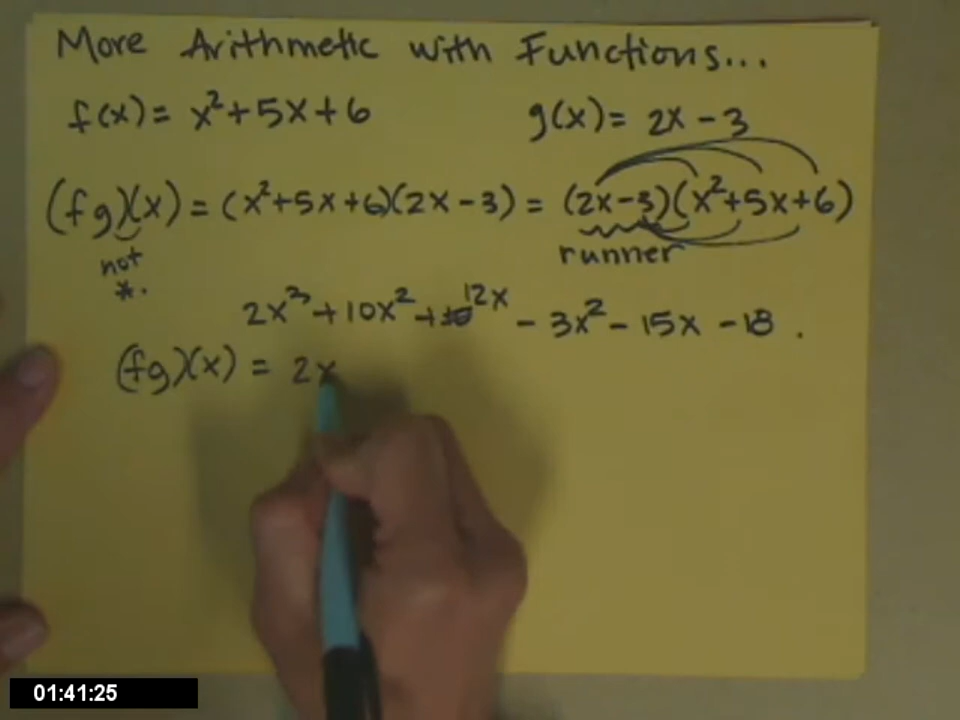 More Arithmetic with Functions...
f(x) = x²+5x+6 g(x) = 2x-3
(fg)(x) = (x²+5x+6)(2x-3) = (2x-3)(x²+5x+6)
not runner
*.
2x³+10x²+12x - 3x² - 15x - 18 .
(fg)(x) = 2x
01:41:25